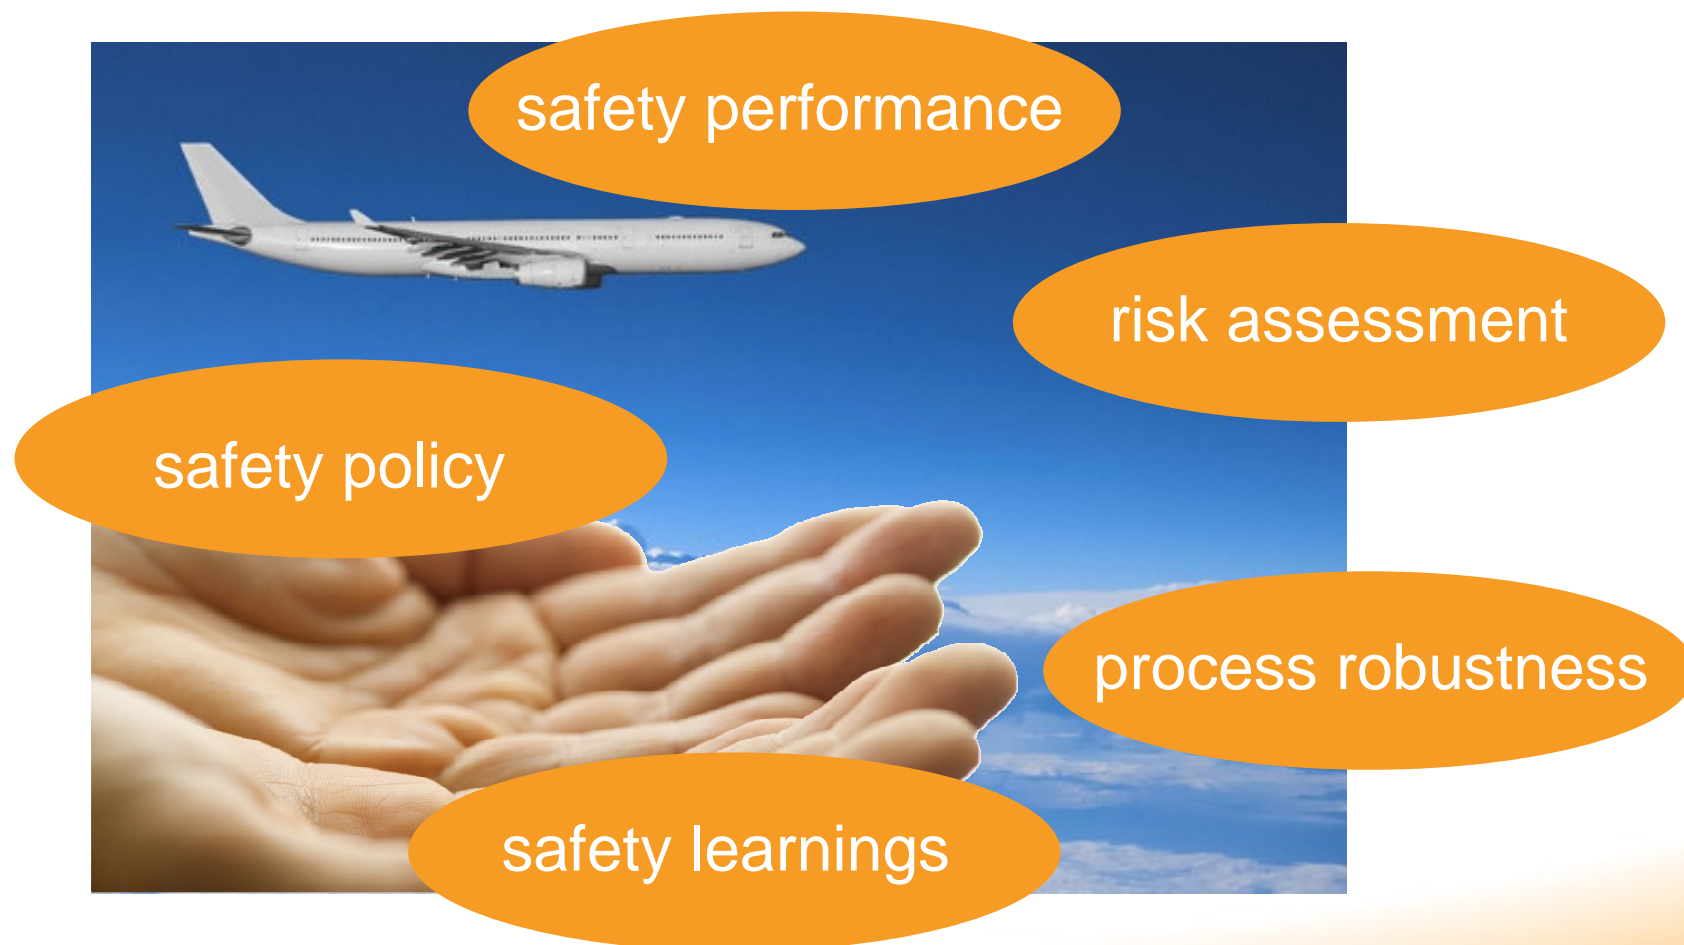 safety performance
risk assessment
safety policy
process robustness
safety learnings